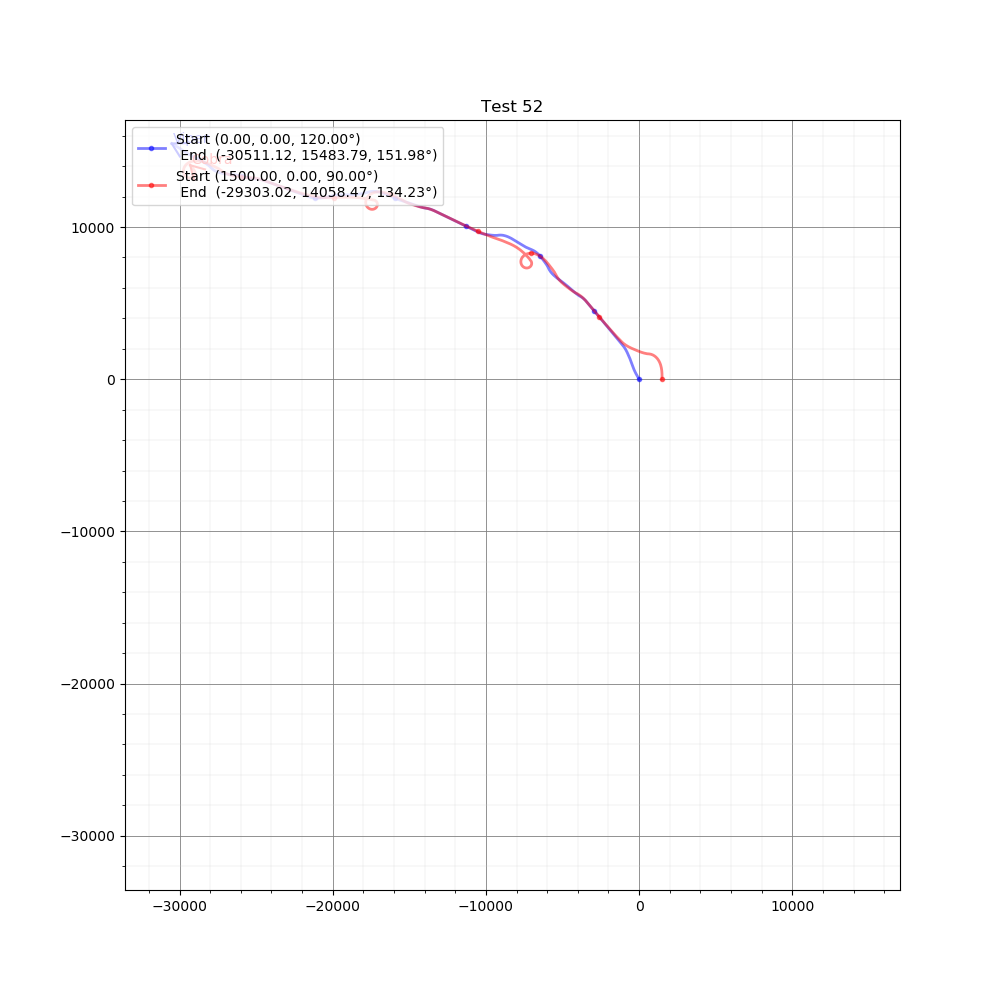 Test 52
Start (0.00, 0.00, 120.00°)
End (-30511.12, 15483.79, 151.98°)
Start (1500.00, 0.00, 90.00°)
End (-29303.02, 14058.47, 134.23°)
10000
0
−10000
−20000
−30000
−30000 −20000 −10000 0 10000